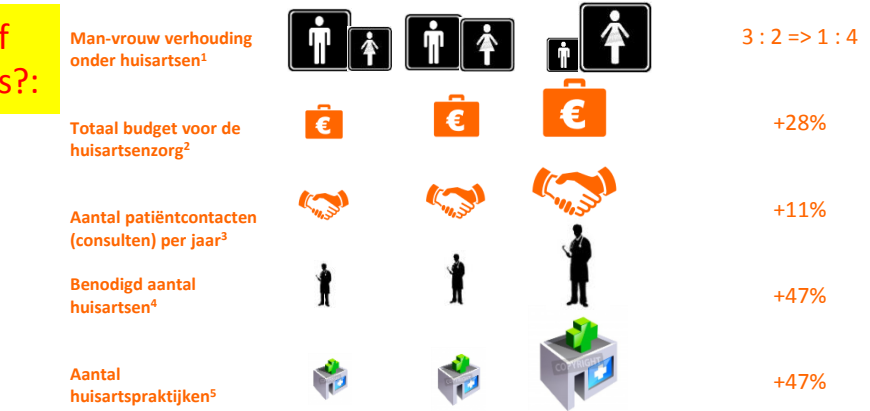 f
s?:
Man-vrouw verhouding
onder huisartsen¹
3 : 2 => 1 : 4
Totaal budget voor de
huisartsenzorg²
€
€
€
+28%
Aantal patiëntcontacten
(consulten) per jaar³
+11%
Benodigd aantal
huisartsen⁴
+47%
Aantal
huisartspraktijken⁵
COPYRIGHT
+47%